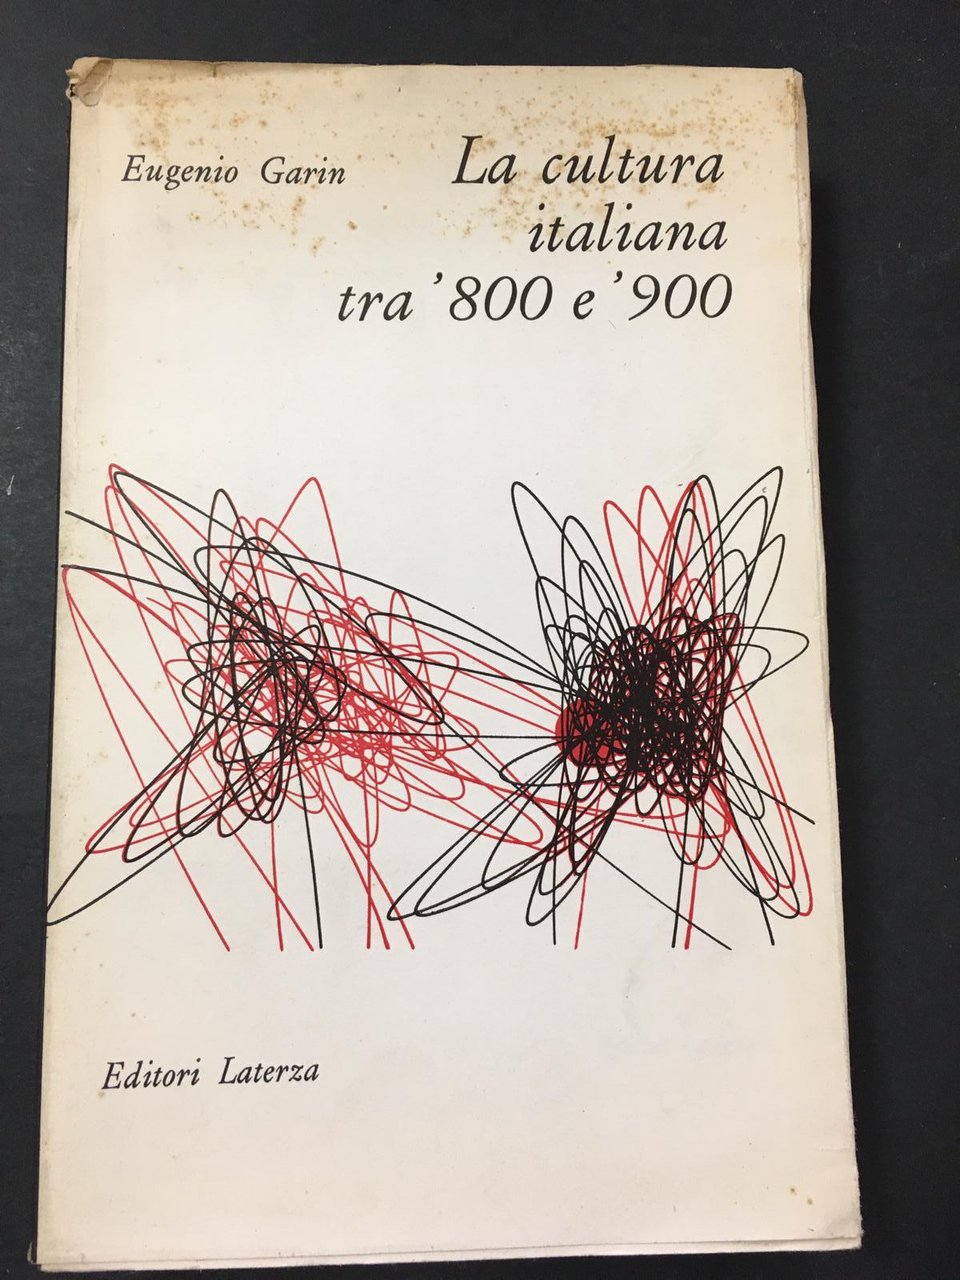 Eugenio Garin
La cultura
italiana
tra '800 e '900
Editori Laterza